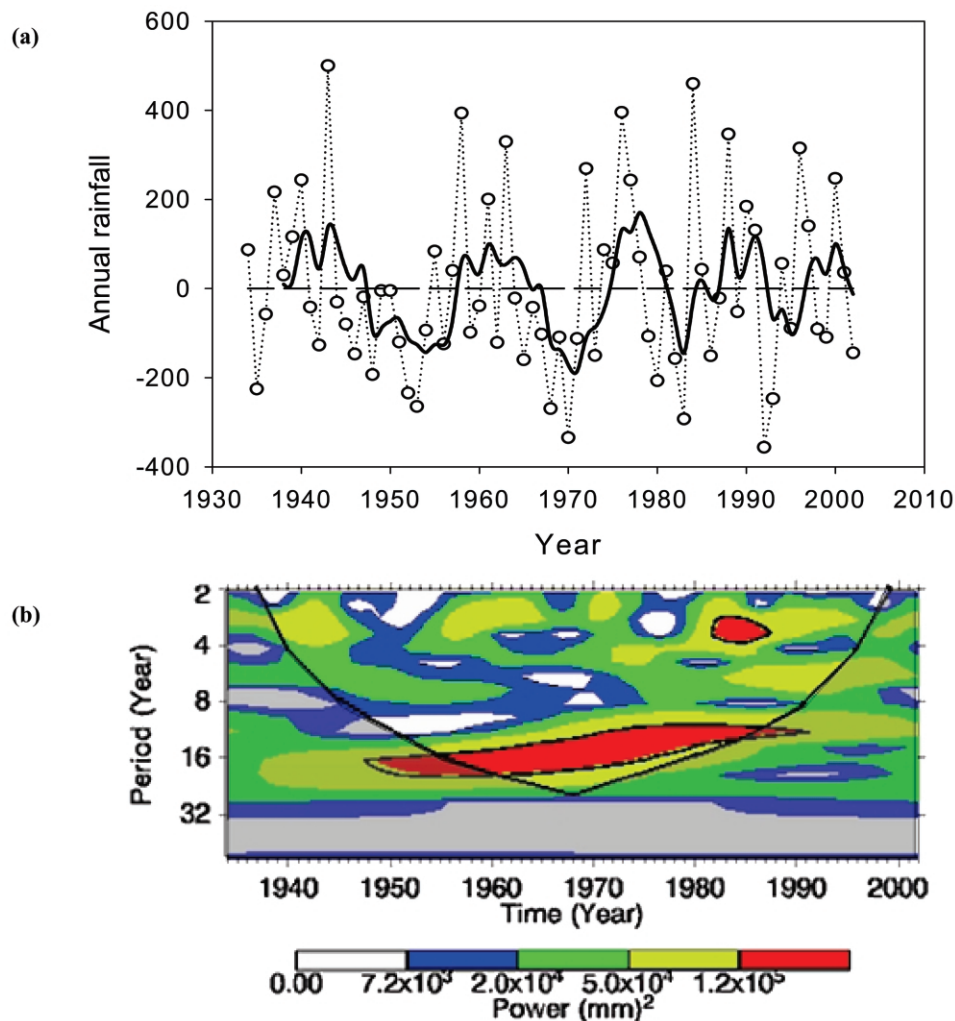 (a)
600
400
200
0
-200
-400
Annual rainfall
1930 1940 1950 1960 1970 1980 1990 2000 2010
Year
(b)
2
4
8
16
32
Period (Year)
1940 1950 1960 1970 1980 1990 2000
Time (Year)
0.00 7.2x10³ 2.0x10⁴ 5.0x10⁴ 1.2x10⁵
Power (mm)²